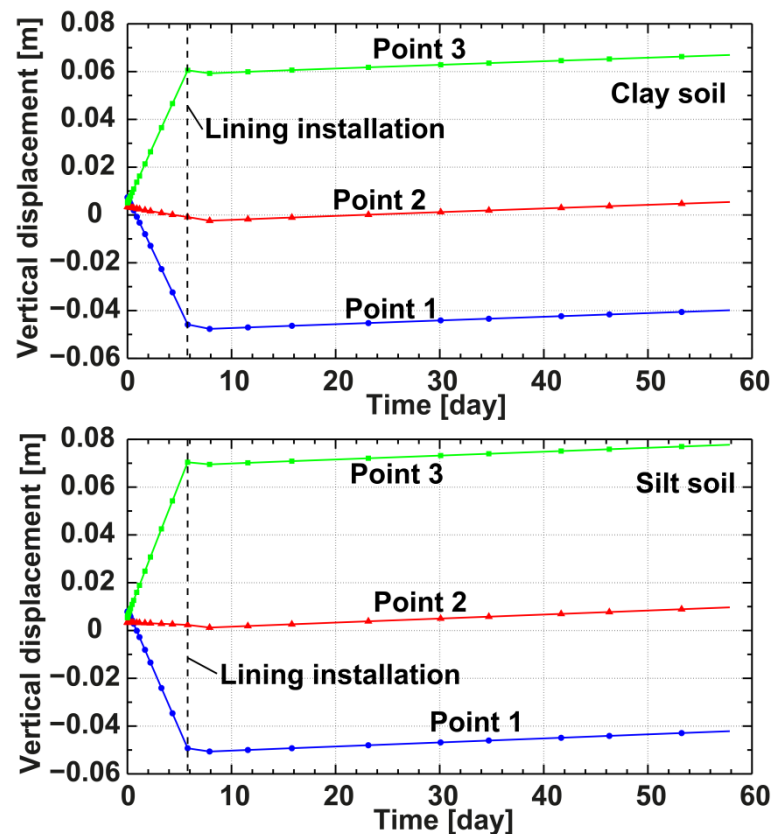 Vertical displacement [m]
0.08
0.06
0.04
0.02
0
−0.02
−0.04
−0.06
Point 3
Clay soil
Lining installation
Point 2
Point 1
0 10 20 30 40 50 60
Time [day]
Vertical displacement [m]
0.08
0.06
0.04
0.02
0
−0.02
−0.04
−0.06
Point 3
Silt soil
Point 2
Lining installation
Point 1
0 10 20 30 40 50 60
Time [day]